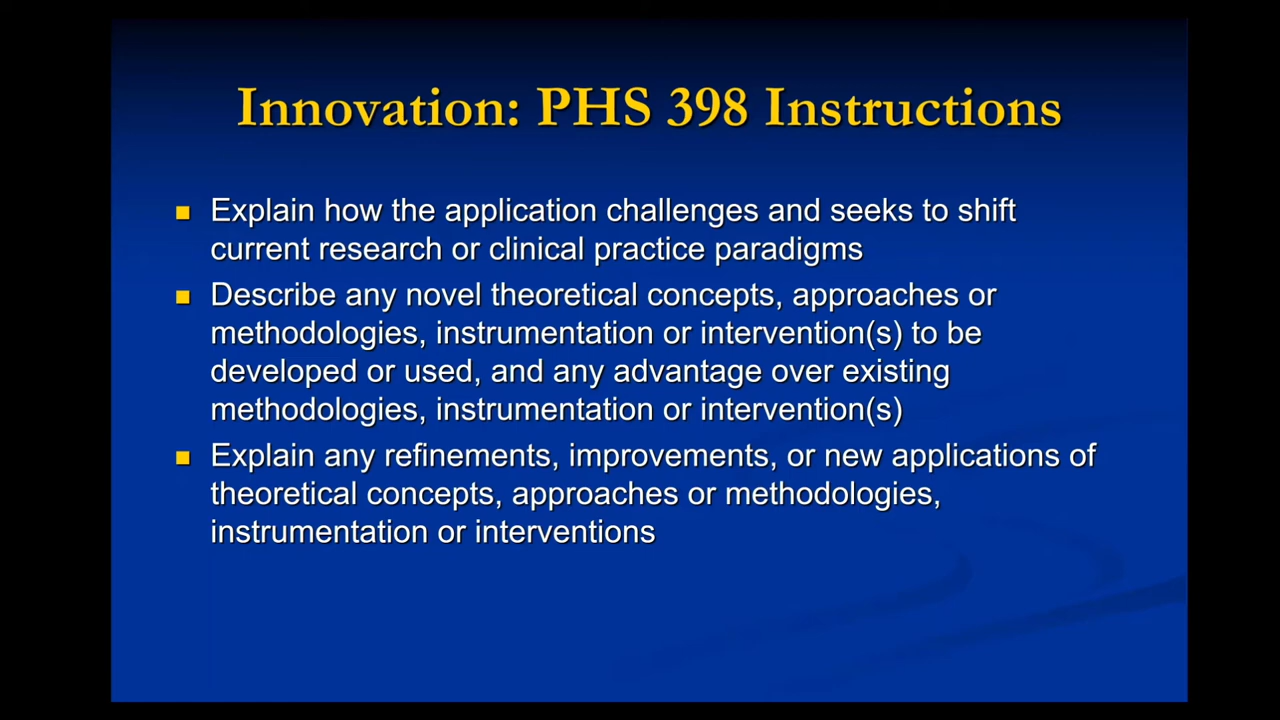 Innovation: PHS 398 Instructions
Explain how the application challenges and seeks to shift
current research or clinical practice paradigms
Describe any novel theoretical concepts, approaches or
methodologies, instrumentation or intervention(s) to be
developed or used, and any advantage over existing
methodologies, instrumentation or intervention(s)
Explain any refinements, improvements, or new applications of
theoretical concepts, approaches or methodologies,
instrumentation or interventions